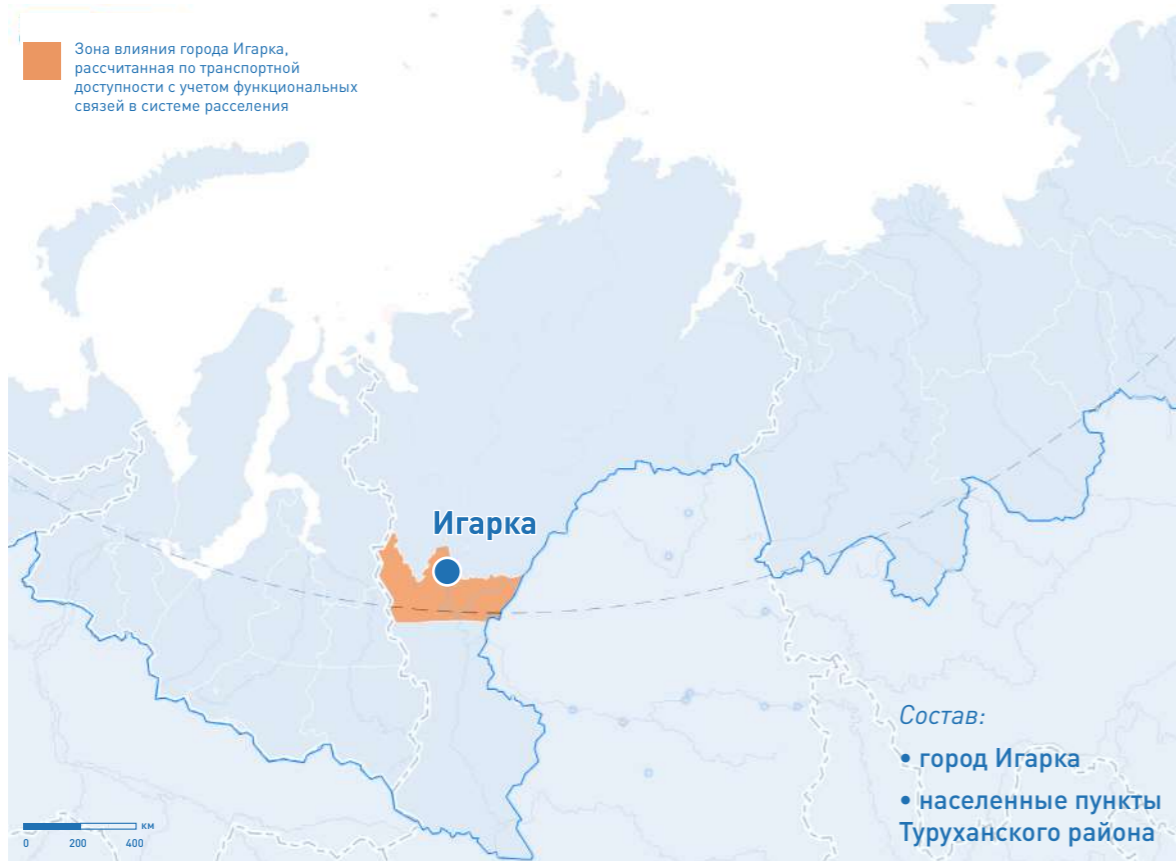 Зона влияния города Игарка,
рассчитанная по транспортной
доступности с учетом функциональных
связей в системе расселения
Игарка
Состав:
• город Игарка
• населенные пункты
Туруханского района
км
0 200 400